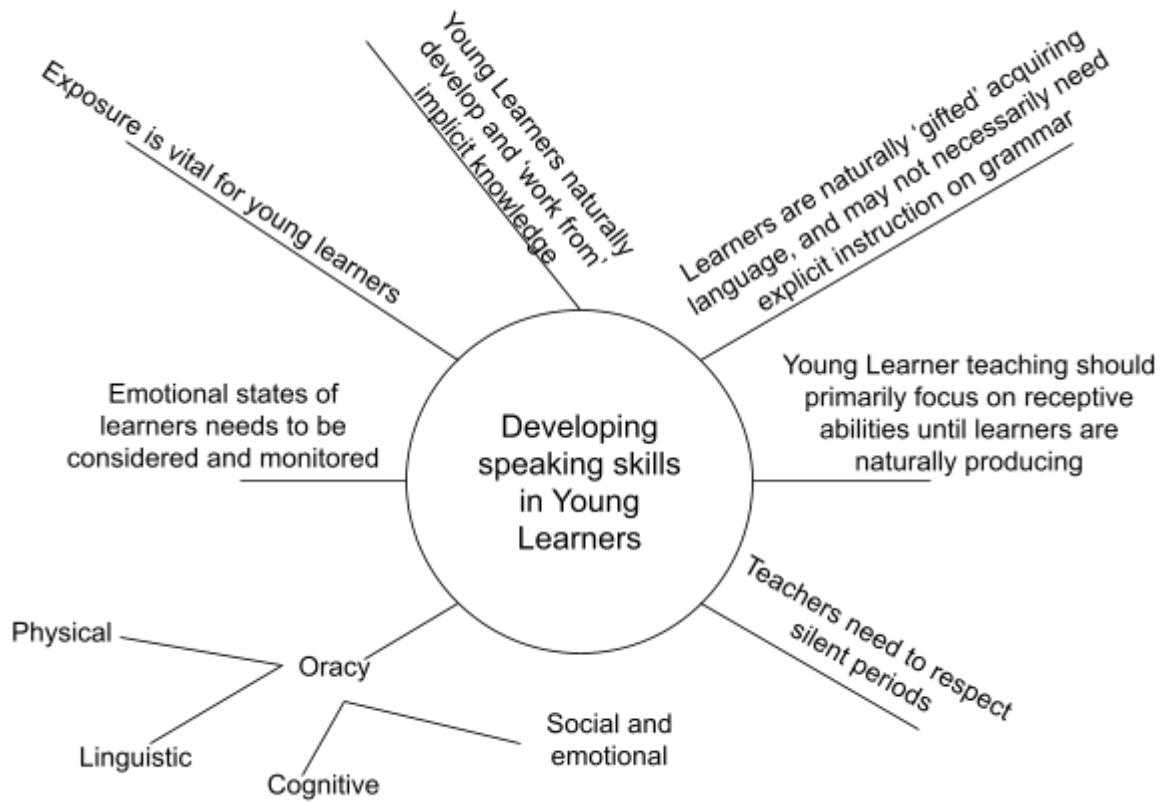 Exposure is vital for young learners
Young Learners naturally
develop and ‘work from’
implicit knowledge
Learners are naturally ‘gifted’ acquiring
language, and may not necessarily need
explicit instruction on grammar
Emotional states of
learners needs to be
considered and monitored
Developing
speaking skills
in Young
Learners
Young Learner teaching should
primarily focus on receptive
abilities until learners are
naturally producing
Teachers need to respect
silent periods
Oracy
Physical
Linguistic
Cognitive
Social and
emotional